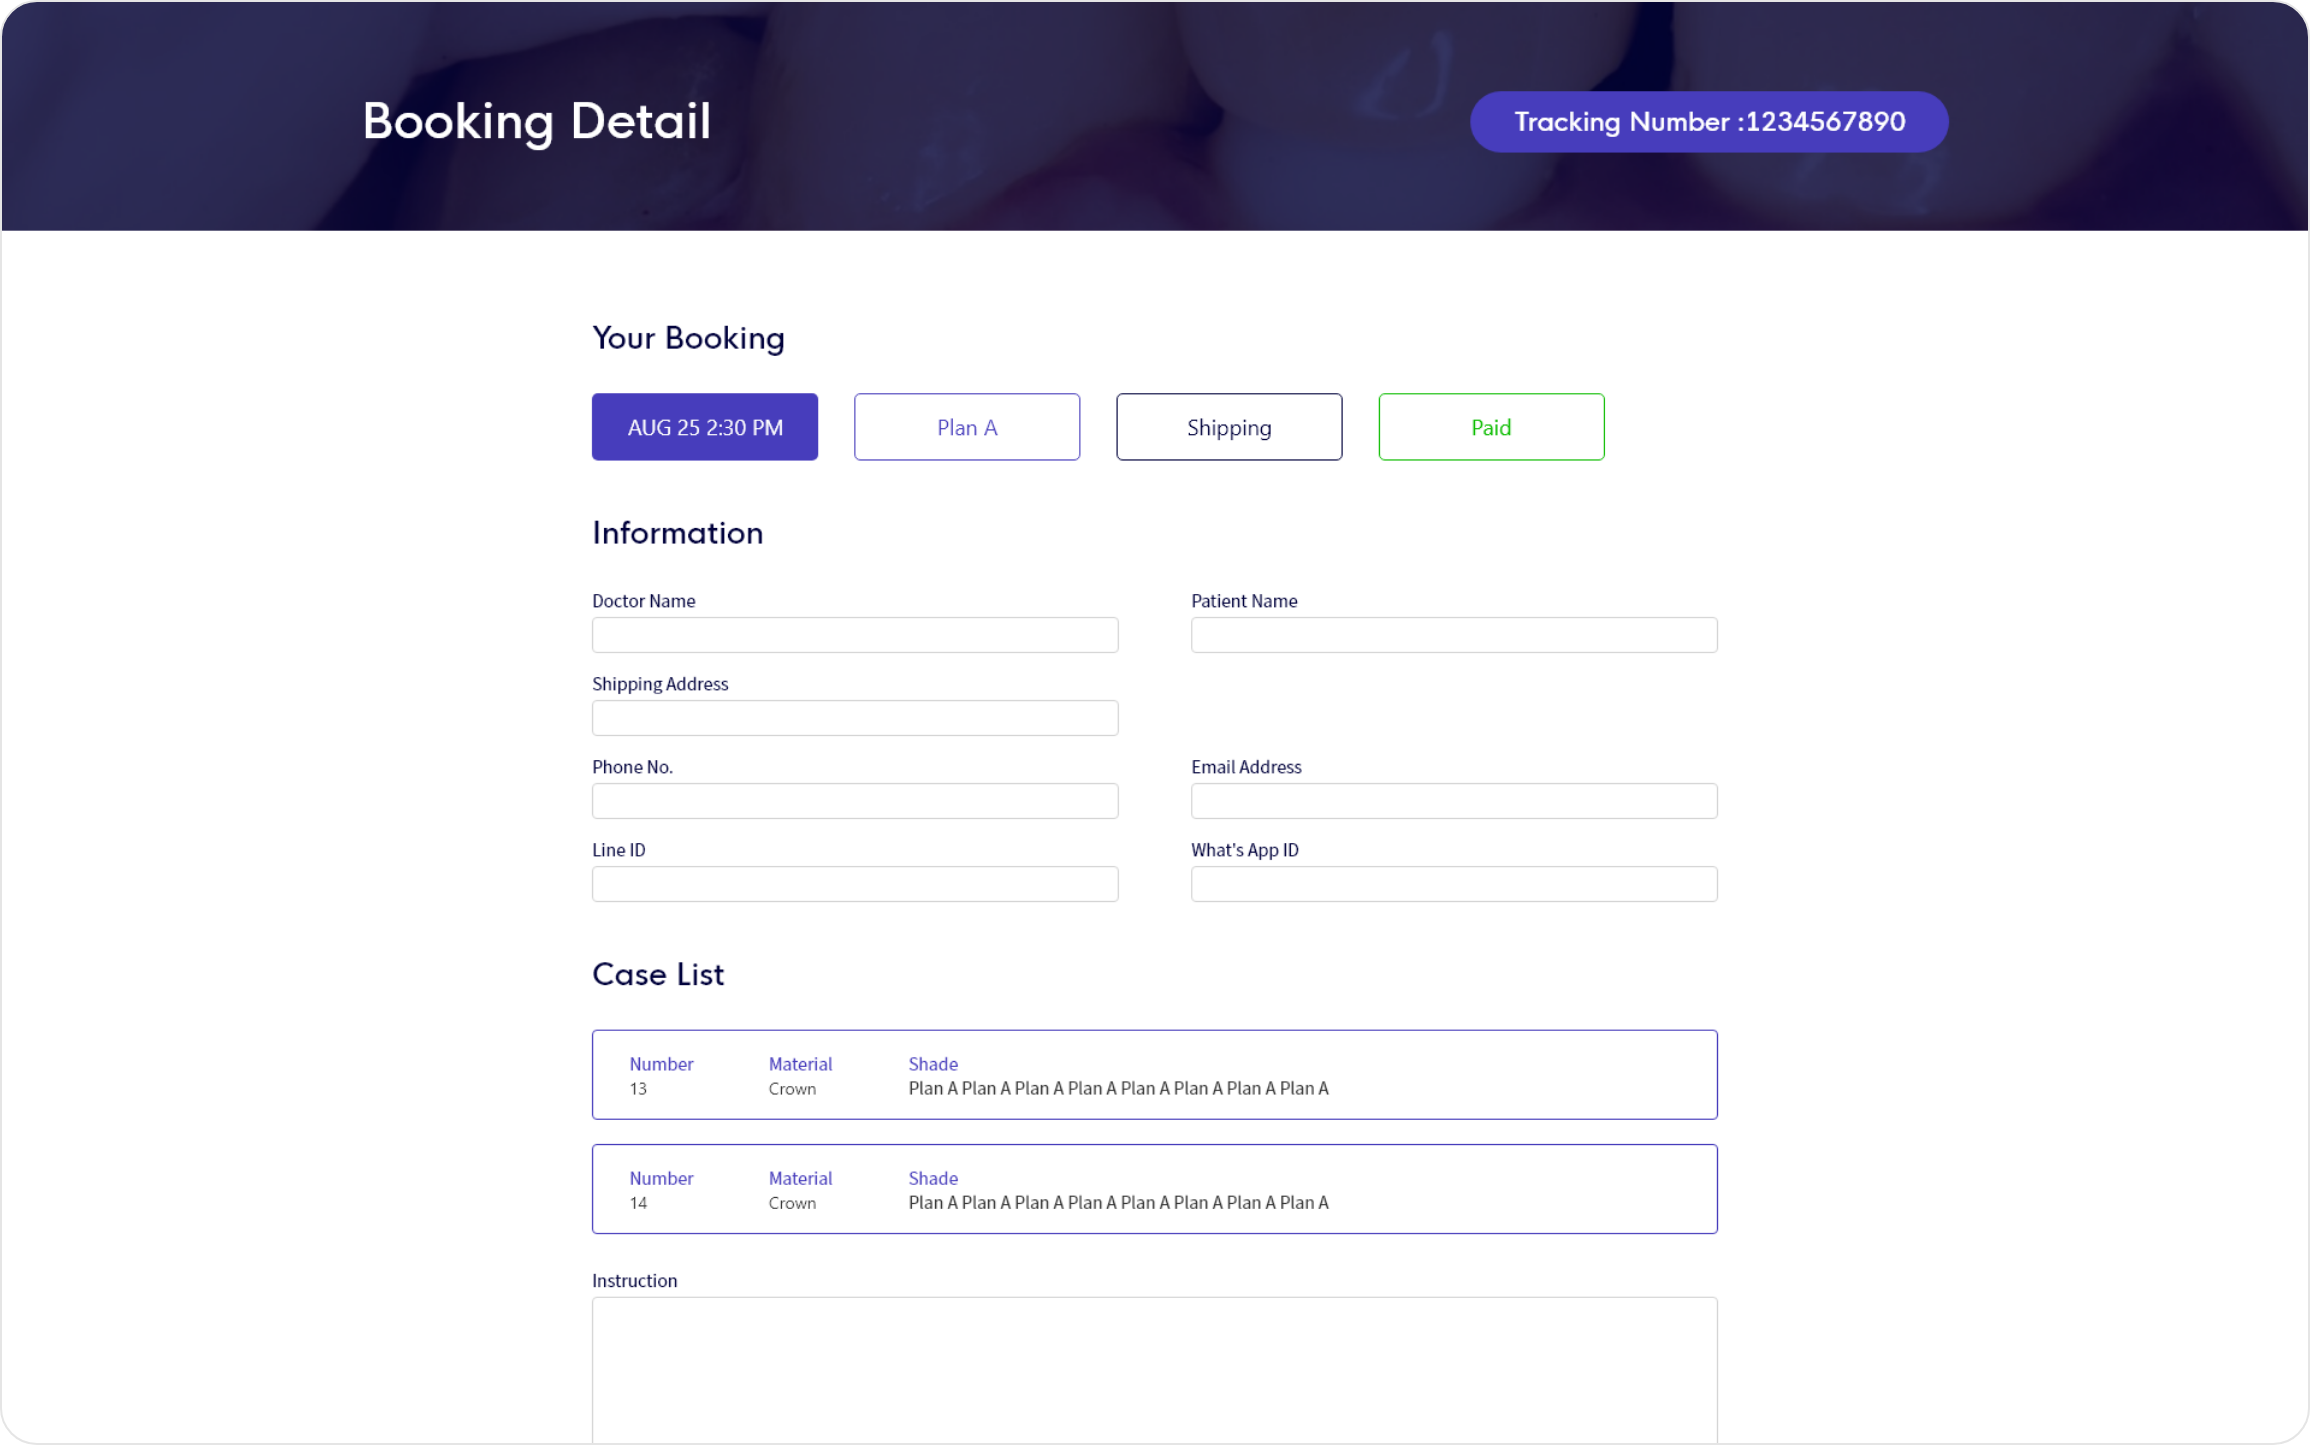 Booking Detail
Tracking Number :1234567890
Your Booking
AUG 25 2:30 PM
Plan A
Shipping
Paid
Information
Doctor Name
Patient Name
Shipping Address
Phone No.
Email Address
Line ID
What's App ID
Case List
Number Material Shade
13 Crown Plan A Plan A Plan A Plan A Plan A Plan A Plan A Plan A
Number Material Shade
14 Crown Plan A Plan A Plan A Plan A Plan A Plan A Plan A Plan A
Instruction